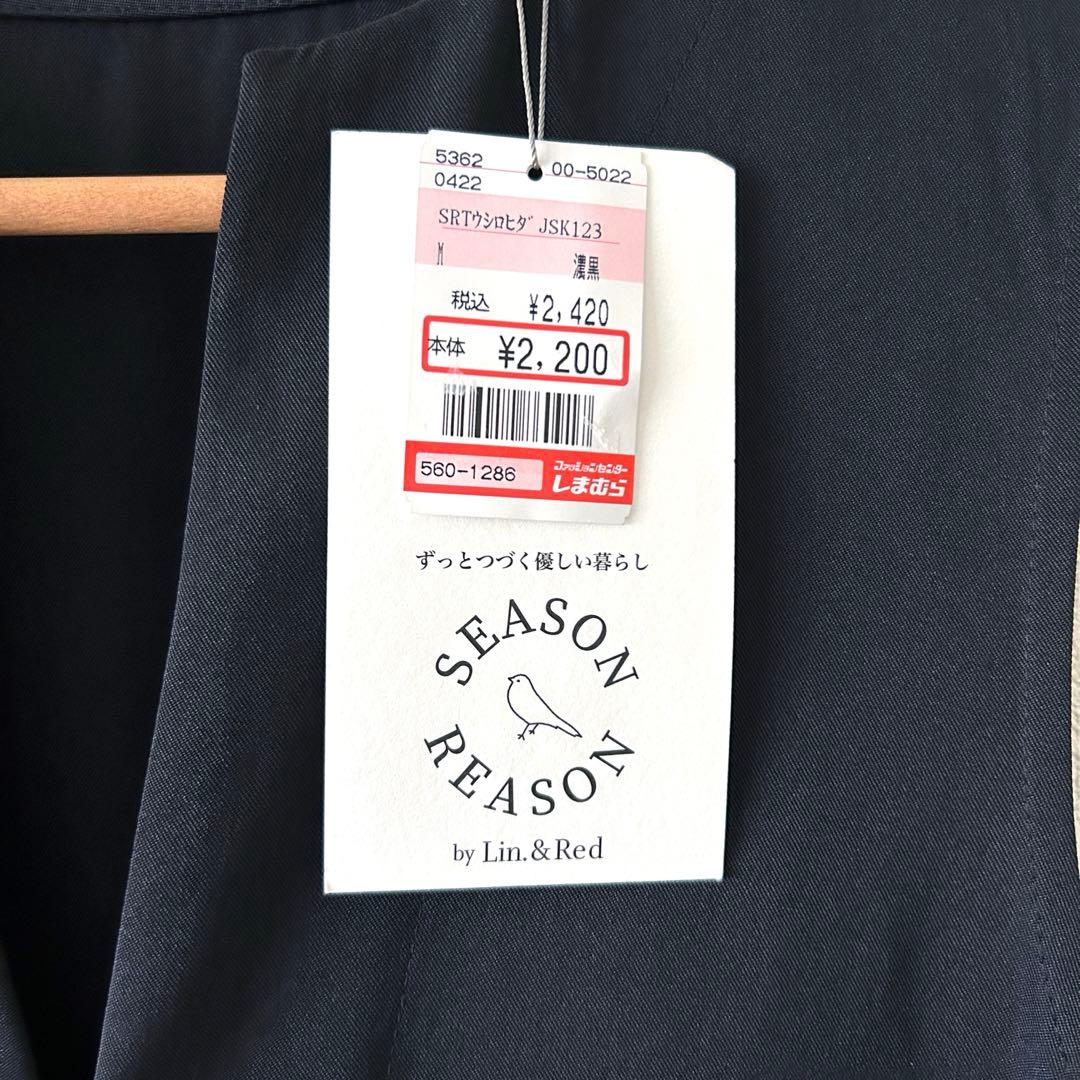 5362
00-5022
0422
SRTｳｼﾛﾋﾀﾞ JSK123
M 濃黒
税込 ¥2,420
本体 ¥2,200
560-1286
ファッションセンター
しまむら
ずっとつづく優しい暮らし
SEASON
REASON
by Lin.&Red